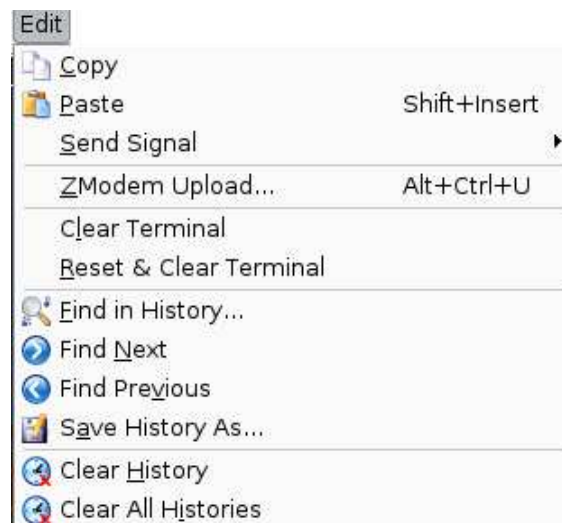 Edit
Copy
Paste Shift+Insert
Send Signal
ZModem Upload... Alt+Ctrl+U
Clear Terminal
Reset & Clear Terminal
Find in History...
Find Next
Find Previous
Save History As...
Clear History
Clear All Histories